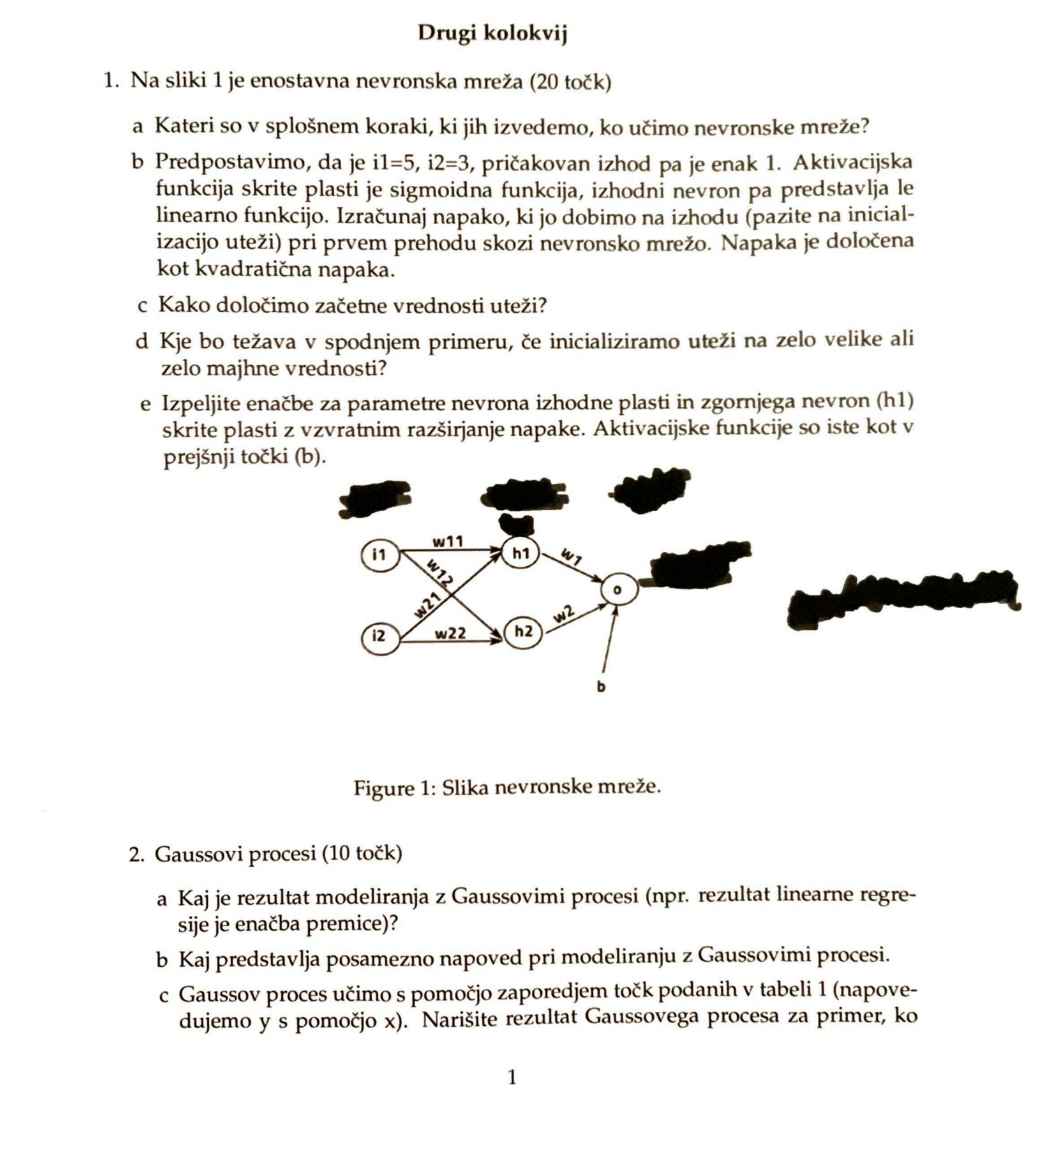 Drugi kolokvij
1. Na sliki 1 je enostavna nevronska mreža (20 točk)
a Kateri so v splošnem koraki, ki jih izvedemo, ko učimo nevronske mreže?
b Predpostavimo, da je i1=5, i2=3, pričakovan izhod pa je enak 1. Aktivacijska
funkcija skrite plasti je sigmoidna funkcija, izhodni nevron pa predstavlja le
linearno funkcijo. Izračunaj napako, ki jo dobimo na izhodu (pazite na inicial-
izacijo uteži) pri prvem prehodu skozi nevronsko mrežo. Napaka je določena
kot kvadratična napaka.
c Kako določimo začetne vrednosti uteži?
d Kje bo težava v spodnjem primeru, če inicializiramo uteži na zelo velike ali
zelo majhne vrednosti?
e Izpeljite enačbe za parametre nevrona izhodne plasti in zgornjega nevron (h1)
skrite plasti z vzvratnim razširjanje napake. Aktivacijske funkcije so iste kot v
prejšnji točki (b).
i1 w11 h1 w1
w12
w21 o
i2 w22 h2 w2
b
Figure 1: Slika nevronske mreže.
2. Gaussovi procesi (10 točk)
a Kaj je rezultat modeliranja z Gaussovimi procesi (npr. rezultat linearne regre-
sije je enačba premice)?
b Kaj predstavlja posamezno napoved pri modeliranju z Gaussovimi procesi.
c Gaussov proces učimo s pomočjo zaporedjem točk podanih v tabeli 1 (napove-
dujemo y s pomočjo x). Narišite rezultat Gaussovega procesa za primer, ko
1